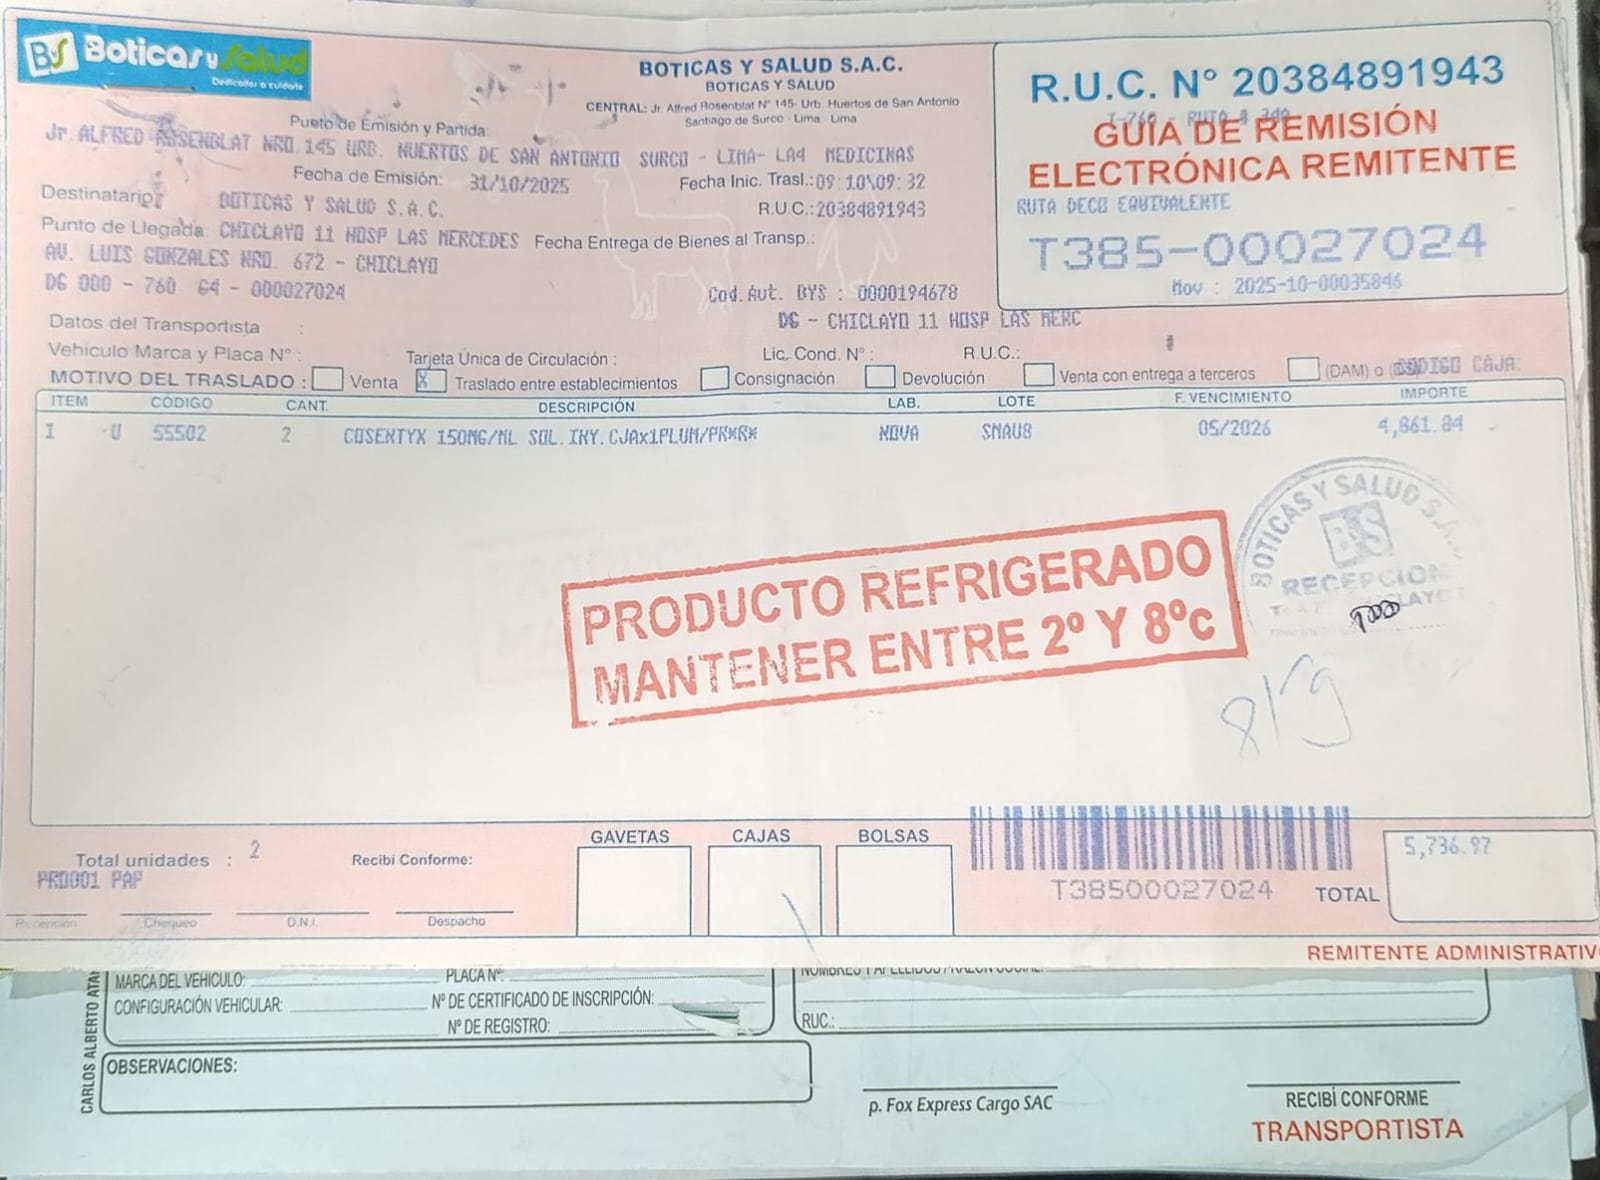 BS Boticas y Salud
Dedicados a cuidarte
BOTICAS Y SALUD S.A.C.
BOTICAS Y SALUD
CENTRAL: Jr. Alfred Rosenblat N° 145- Urb. Huertos de San Antonio
Santiago de Surco - Lima - Lima
R.U.C. N° 20384891943
GUIA DE REMISIÓN
ELECTRÓNICA REMITENTE
RUTA DECO EQUIVALENTE
T385-00027024
Mov : 2025-10-00035846
Punto de Emisión y Partida:
Jr. ALFRED ROSENBLAT NRO.145 URB. HUERTOS DE SAN ANTONIO SURCO - LIMA- LA4 MEDICINAS
Fecha de Emisión: 31/10/2025
Fecha Inic. Trasl.:09:10\09:32
Destinatario: BOTICAS Y SALUD S.A.C.
R.U.C.:20384891943
Punto de Llegada: CHICLAYO 11 HOSP LAS MERCEDES Fecha Entrega de Bienes al Transp.:
AV. LUIS GONZALES NRO. 672 - CHICLAYO
DG 000 - 760 G4 - 000027024
Cod.Aut. BYS : 0000194678
DG - CHICLAYO 11 HOSP LAS MERC
Datos del Transportista :
Vehículo Marca y Placa N° : Tarjeta Única de Circulación : Lic. Cond. N° : R.U.C.:
MOTIVO DEL TRASLADO : Venta X Traslado entre establecimientos Consignación Devolución Venta con entrega a terceros (DAM) o CODIGO CAJA:
ITEM CÓDIGO CANT. DESCRIPCIÓN LAB. LOTE F. VENCIMIENTO IMPORTE
1 U 55502 2 COSENTYX 150MG/ML SOL.INY.CJAx1PLUM/PR*R* NOVA SMAU8 05/2026 4,861.84
BOTICAS Y SALUD S.A.
BS
RECEPCION
PRODUCTO REFRIGERADO
MANTENER ENTRE 2° Y 8°c
GAVETAS CAJAS BOLSAS
Total unidades : 2 Recibí Conforme:
PRD001 PAP
5,736.97
T38500027024 TOTAL
Recepción Chequeo D.N.I. Despacho
REMITENTE ADMINISTRATIV
MARCA DEL VEHICULO: PLACA Nº:
CONFIGURACIÓN VEHICULAR: Nº DE CERTIFICADO DE INSCRIPCIÓN:
Nº DE REGISTRO:
RUC.:
CARLOS ALBERTO ATA
OBSERVACIONES:
p. Fox Express Cargo SAC
RECIBÍ CONFORME
TRANSPORTISTA